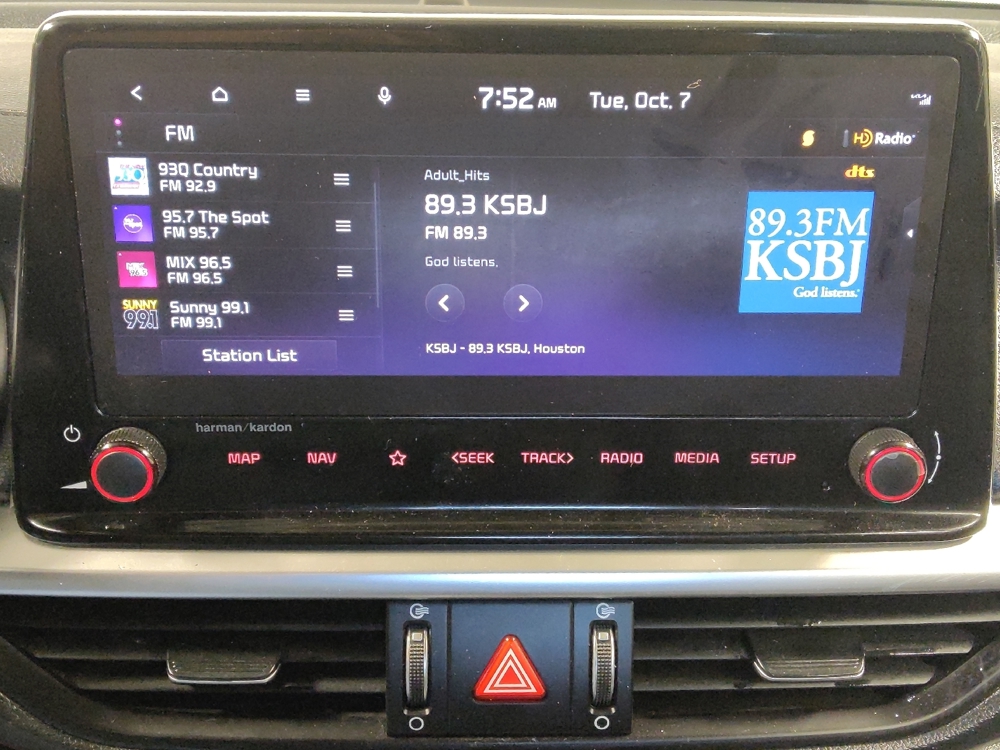 7:52 AM Tue, Oct. 7
FM
HD Radio
dts
93Q Country
FM 92.9
95.7 The Spot
FM 95.7
MIX 96.5
FM 96.5
SUNNY
99.1
Sunny 99.1
FM 99.1
Station List
Adult_Hits
89.3 KSBJ
FM 89.3
God listens.
KSBJ - 89.3 KSBJ, Houston
89.3FM
KSBJ
God listens.
harman/kardon
MAP NAV <SEEK TRACK> RADIO MEDIA SETUP